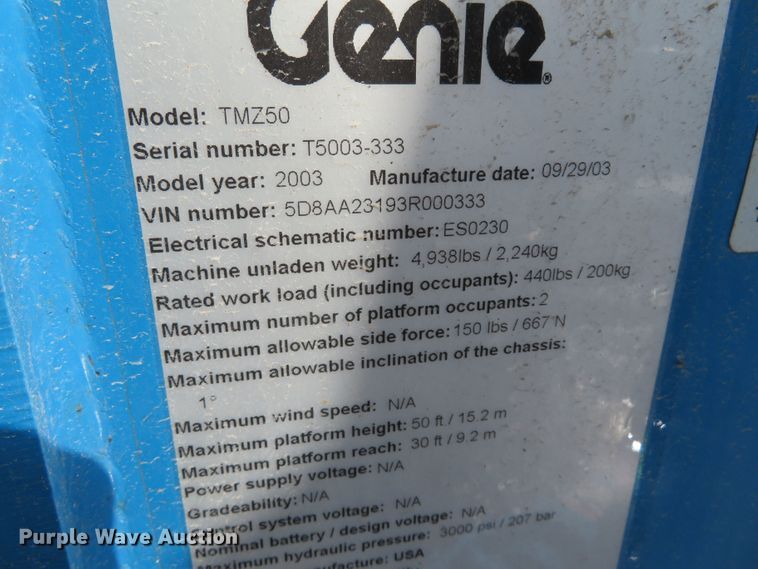 Genie
Model: TMZ50
Serial number: T5003-333
Model year: 2003 Manufacture date: 09/29/03
VIN number: 5D8AA23193R000333
Electrical schematic number: ES0230
Machine unladen weight: 4,938lbs / 2,240kg
Rated work load (including occupants): 440lbs / 200kg
Maximum number of platform occupants: 2
Maximum allowable side force: 150 lbs / 667 N
Maximum allowable inclination of the chassis:
1°
Maximum wind speed: N/A
Maximum platform height: 50 ft / 15.2 m
Maximum platform reach: 30 ft / 9.2 m
Power supply voltage: N/A
Gradeability: N/A
Control system voltage: N/A
Nominal battery / design voltage: N/A
Maximum hydraulic pressure: 3000 psi / 207 bar
manufacture: USA
Purple Wave Auction